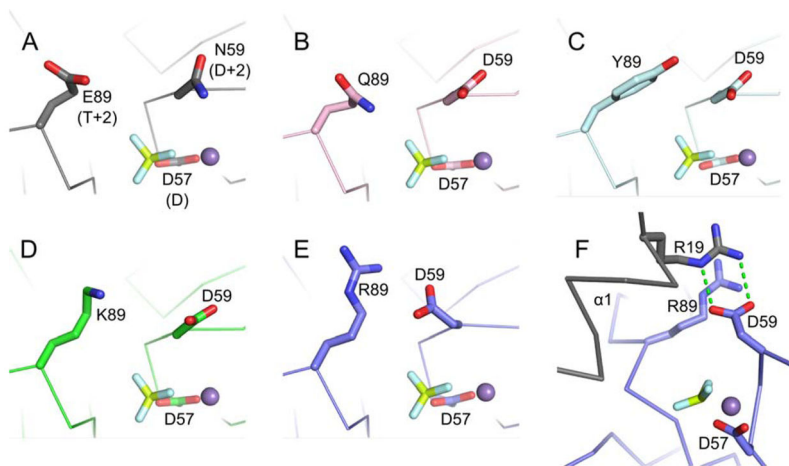 A
N59
(D+2)
E89
(T+2)
D57
(D)
B
D59
Q89
D57
C
Y89
D59
D57
D
D59
K89
D57
E
D59
R89
D57
F
R19
α1
R89
D59
D57